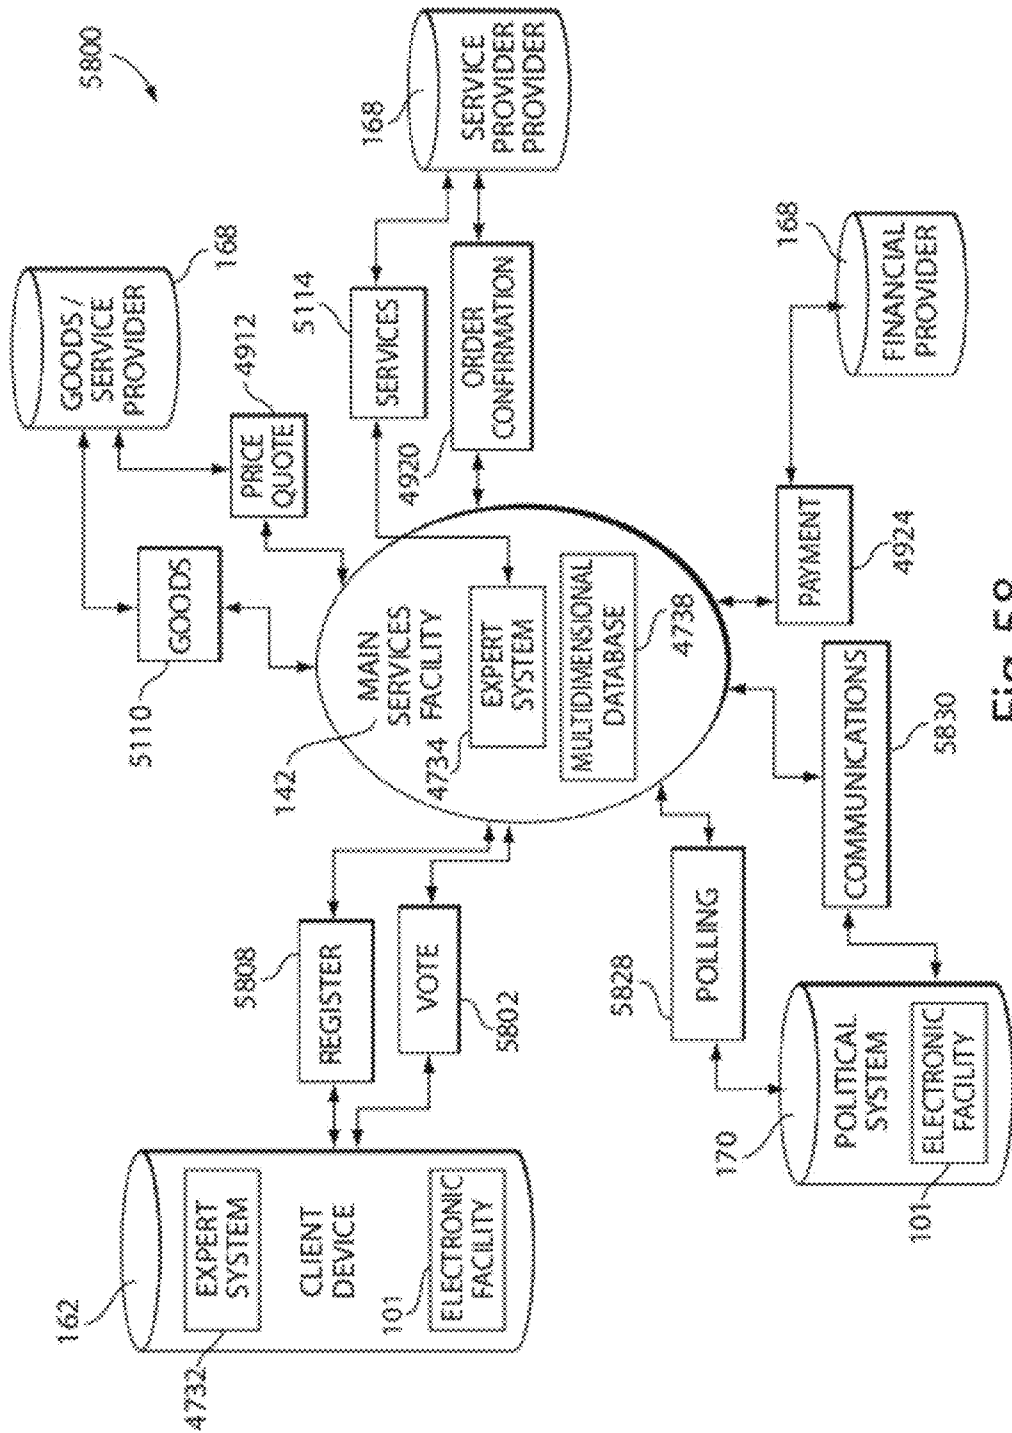 5800
162
EXPERT
SYSTEM
4732
CLIENT
DEVICE
101
ELECTRONIC
FACILITY
5808
REGISTER
VOTE
5802
5110
GOODS
GOODS /
SERVICE
PROVIDER
168
4912
PRICE
QUOTE
142
MAIN
SERVICES
FACILITY
4734
EXPERT
SYSTEM
MULTIDIMENSIONAL
DATABASE
4738
5114
SERVICES
4920
ORDER
CONFIRMATION
168
SERVICE
PROVIDER
PROVIDER
5828
POLLING
170
POLITICAL
SYSTEM
ELECTRONIC
FACILITY
101
COMMUNICATIONS
5830
PAYMENT
4924
168
FINANCIAL
PROVIDER
Fig. 58